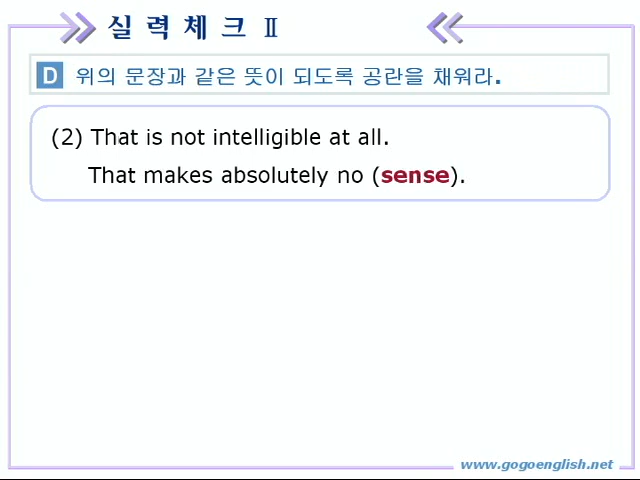 실 력 체 크 Ⅱ
D 위의 문장과 같은 뜻이 되도록 공란을 채워라.
(2) That is not intelligible at all.
That makes absolutely no (sense).
www.gogoenglish.net